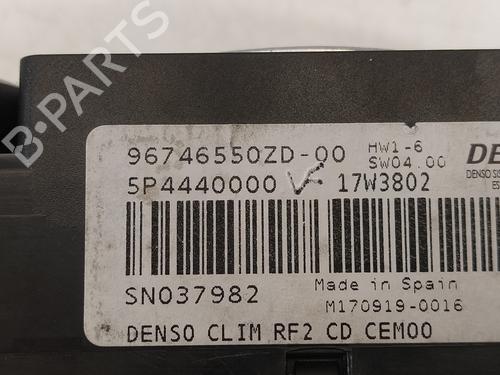 B-PARTS
96746550ZD-00
HW1-6
SW04.00
5P4440000
17W3802
SN037982
Made in Spain
M170919-0016
DENSO CLIM RF2 CD CEM00